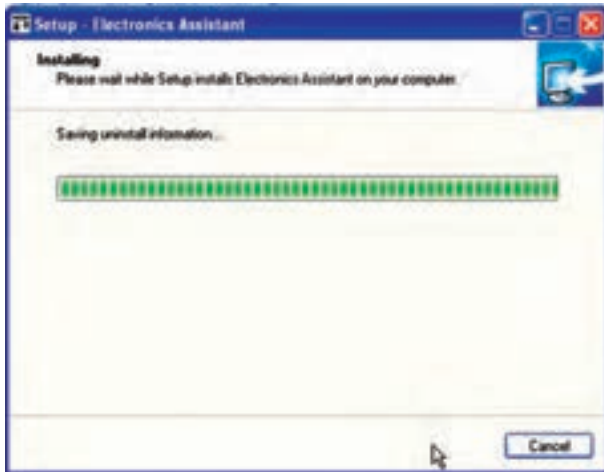 Setup - Electronics Assistant
Installing
Please wait while Setup installs Electronics Assistant on your computer.
Saving uninstall information...
Cancel